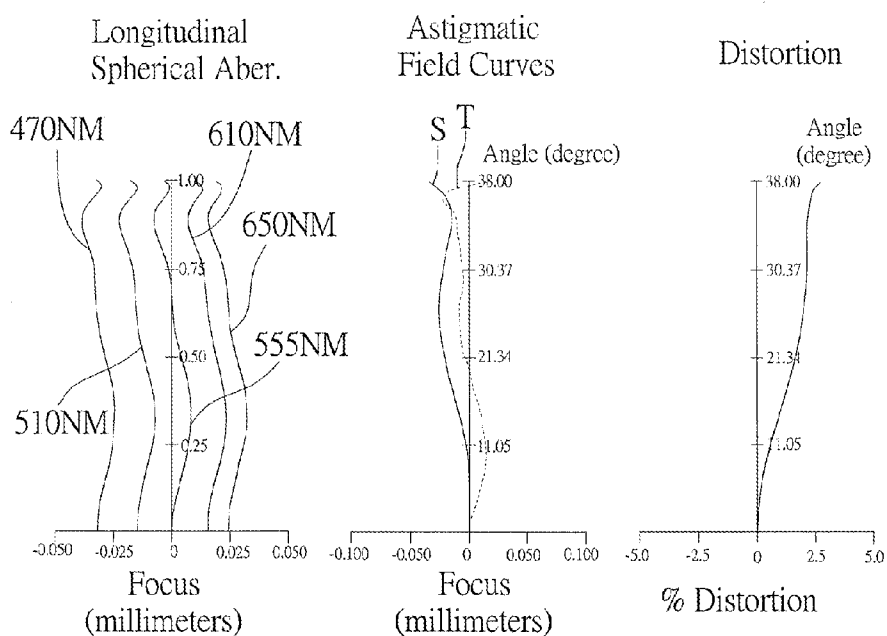 Longitudinal
Spherical Aber.
470NM
610NM
1.00
650NM
0.75
555NM
0.50
510NM
0.25
-0.050 -0.025 0 0.025 0.050
Focus
(millimeters)
Astigmatic
Field Curves
S T
Angle (degree)
38.00
30.37
21.34
11.05
-0.100 -0.050 0 0.050 0.100
Focus
(millimeters)
Distortion
Angle
(degree)
38.00
30.37
21.34
11.05
-5.0 -2.5 0 2.5 5.0
% Distortion